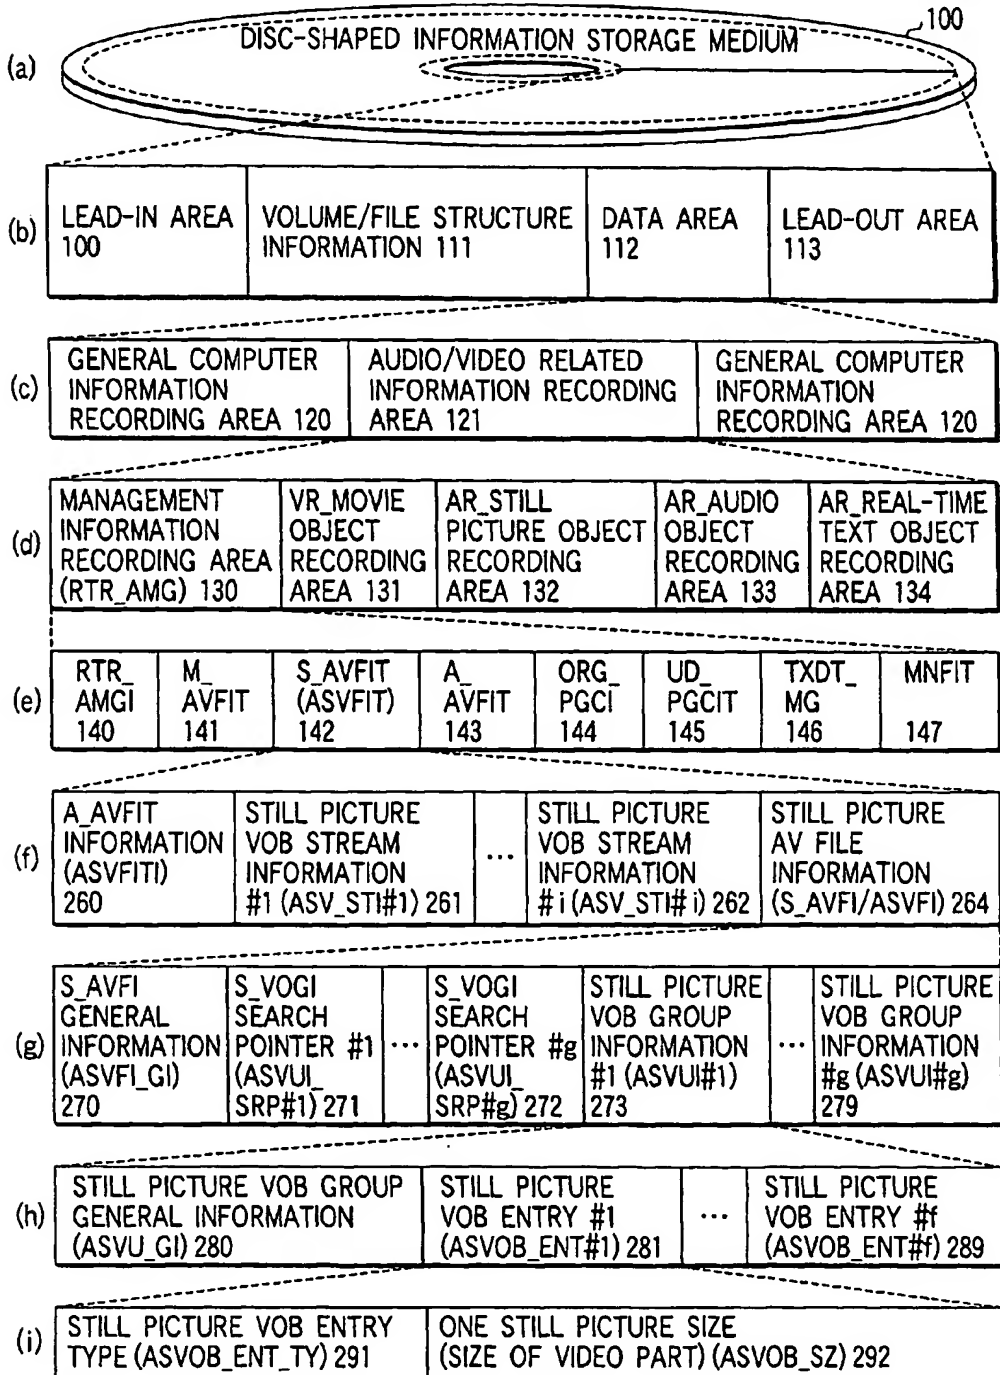 100
DISC-SHAPED INFORMATION STORAGE MEDIUM
(a)
(b)
LEAD-IN AREA
100
VOLUME/FILE STRUCTURE
INFORMATION 111
DATA AREA
112
LEAD-OUT AREA
113
(c)
GENERAL COMPUTER
INFORMATION
RECORDING AREA 120
AUDIO/VIDEO RELATED
INFORMATION RECORDING
AREA 121
GENERAL COMPUTER
INFORMATION
RECORDING AREA 120
(d)
MANAGEMENT
INFORMATION
RECORDING AREA
(RTR_AMG) 130
VR_MOVIE
OBJECT
RECORDING
AREA 131
AR_STILL
PICTURE OBJECT
RECORDING
AREA 132
AR_AUDIO
OBJECT
RECORDING
AREA 133
AR_REAL-TIME
TEXT OBJECT
RECORDING
AREA 134
(e)
RTR_
AMGI
140
M_
AVFIT
141
S_AVFIT
(ASVFIT)
142
A_
AVFIT
143
ORG_
PGCI
144
UD_
PGCIT
145
TXDT_
MG
146
MNFIT
147
(f)
A_AVFIT
INFORMATION
(ASVFITI)
260
STILL PICTURE
VOB STREAM
INFORMATION
#1 (ASV_STI#1) 261
...
STILL PICTURE
VOB STREAM
INFORMATION
#i (ASV_STI#i) 262
STILL PICTURE
AV FILE
INFORMATION
(S_AVFI/ASVFI) 264
(g)
S_AVFI
GENERAL
INFORMATION
(ASVFI_GI)
270
S_VOGI
SEARCH
POINTER #1
(ASVUI_
SRP#1) 271
...
S_VOGI
SEARCH
POINTER #g
(ASVUI_
SRP#g) 272
STILL PICTURE
VOB GROUP
INFORMATION
#1 (ASVUI#1)
273
...
STILL PICTURE
VOB GROUP
INFORMATION
#g (ASVUI#g)
279
(h)
STILL PICTURE VOB GROUP
GENERAL INFORMATION
(ASVU_GI) 280
STILL PICTURE
VOB ENTRY #1
(ASVOB_ENT#1) 281
...
STILL PICTURE
VOB ENTRY #f
(ASVOB_ENT#f) 289
(i)
STILL PICTURE VOB ENTRY
TYPE (ASVOB_ENT_TY) 291
ONE STILL PICTURE SIZE
(SIZE OF VIDEO PART) (ASVOB_SZ) 292